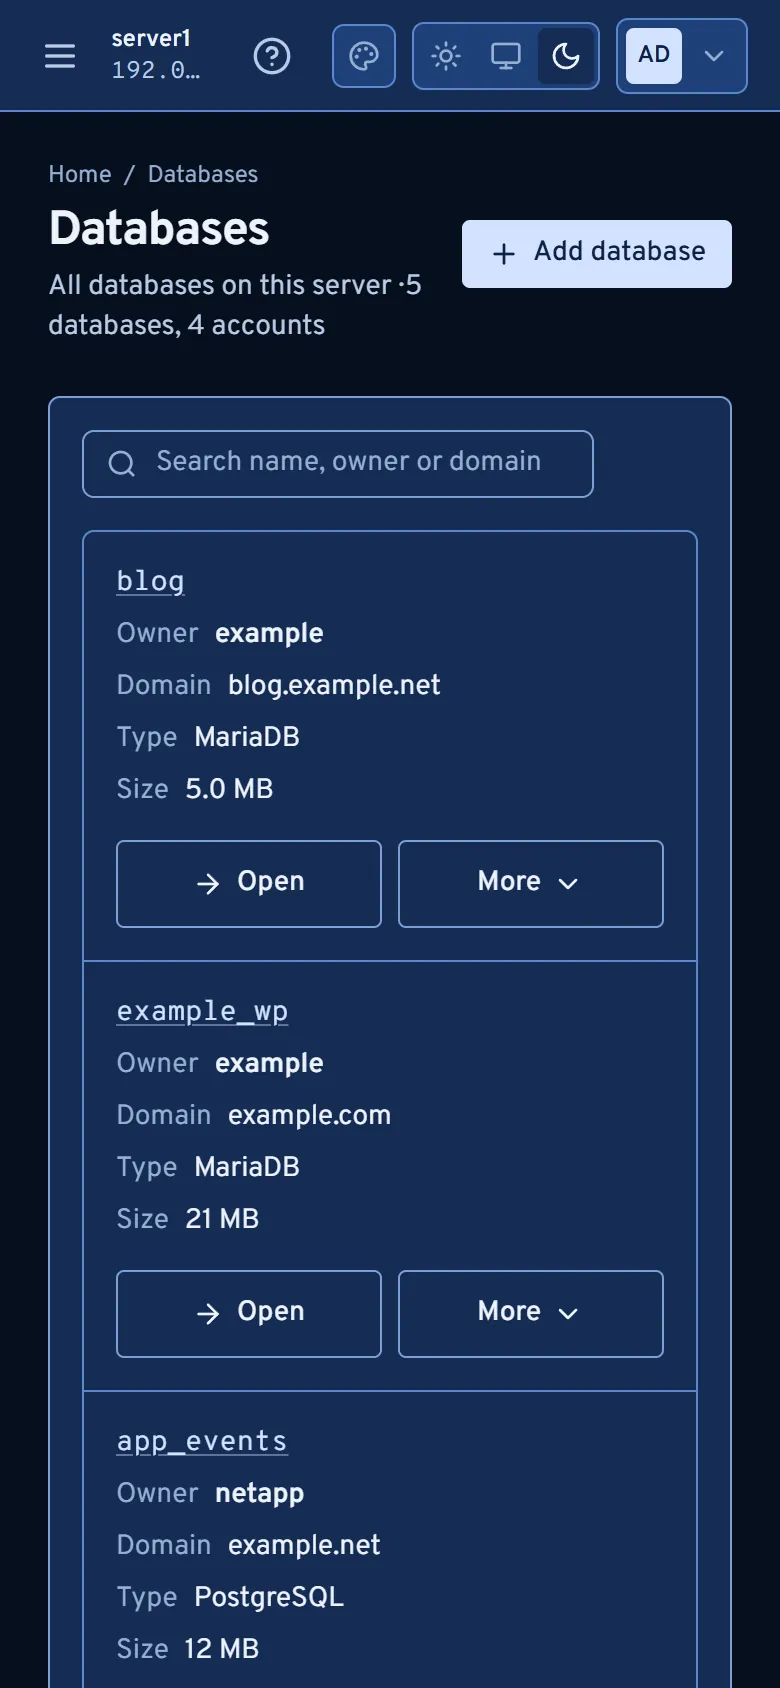 server1
192.0…
AD
Home / Databases
Databases
Add database
All databases on this server ·5
databases, 4 accounts
Search name, owner or domain
blog
Owner example
Domain blog.example.net
Type MariaDB
Size 5.0 MB
Open
More
example_wp
Owner example
Domain example.com
Type MariaDB
Size 21 MB
Open
More
app_events
Owner netapp
Domain example.net
Type PostgreSQL
Size 12 MB